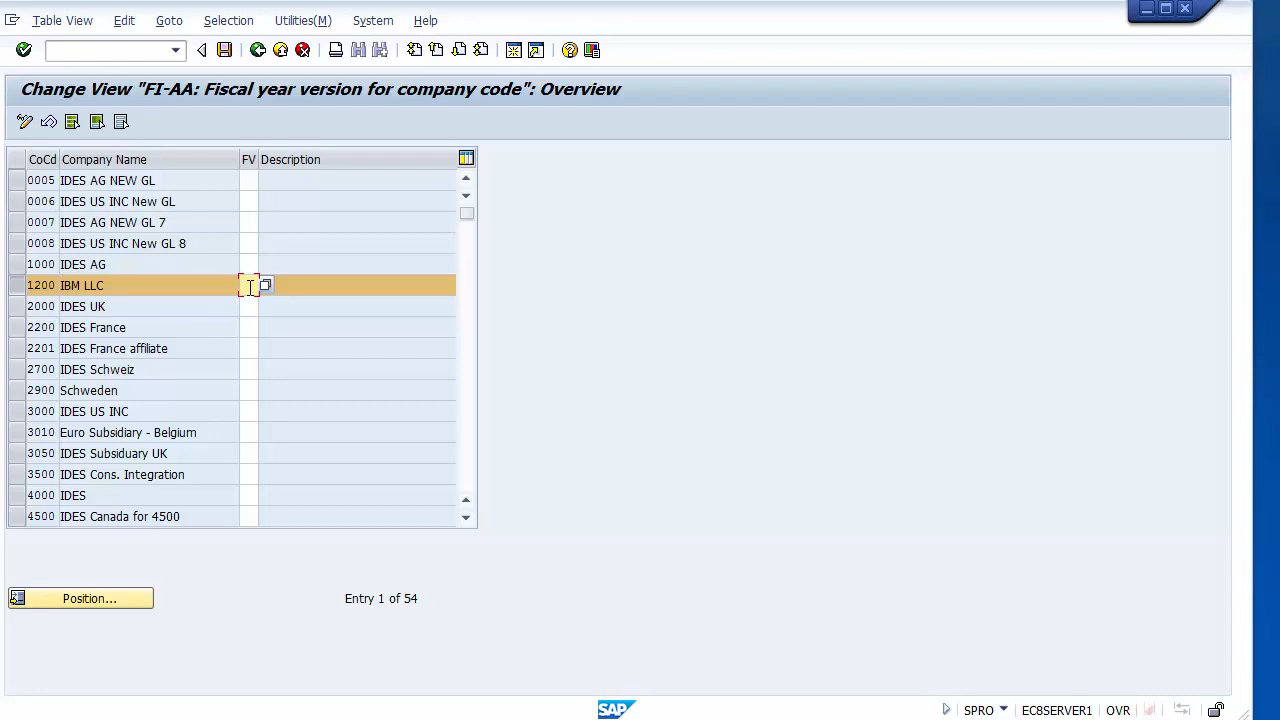 Table View Edit Goto Selection Utilities(M) System Help
Change View "FI-AA: Fiscal year version for company code": Overview
CoCd Company Name FV Description
0005 IDES AG NEW GL
0006 IDES US INC New GL
0007 IDES AG NEW GL 7
0008 IDES US INC New GL 8
1000 IDES AG
1200 IBM LLC
2000 IDES UK
2200 IDES France
2201 IDES France affiliate
2700 IDES Schweiz
2900 Schweden
3000 IDES US INC
3010 Euro Subsidiary - Belgium
3050 IDES Subsiduary UK
3500 IDES Cons. Integration
4000 IDES
4500 IDES Canada for 4500
Position... Entry 1 of 54
SAP SPRO ECSSERVER1 OVR